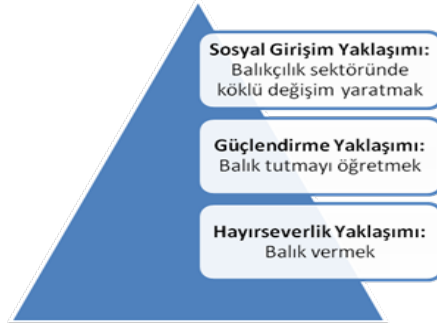 Sosyal Girişim Yaklaşımı:
Balıkçılık sektöründe
köklü değişim yaratmak
Güçlendirme Yaklaşımı:
Balık tutmayı öğretmek
Hayırseverlik Yaklaşımı:
Balık vermek